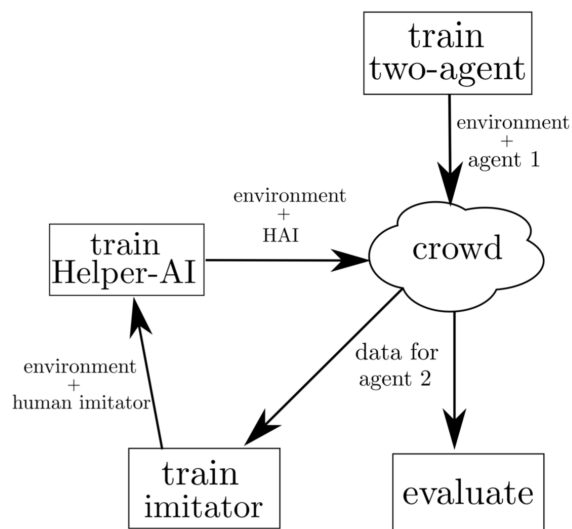 train
two-agent
environment
+
agent 1
environment
+
HAI
crowd
train
Helper-AI
data for
agent 2
environment
+
human imitator
train
imitator
evaluate